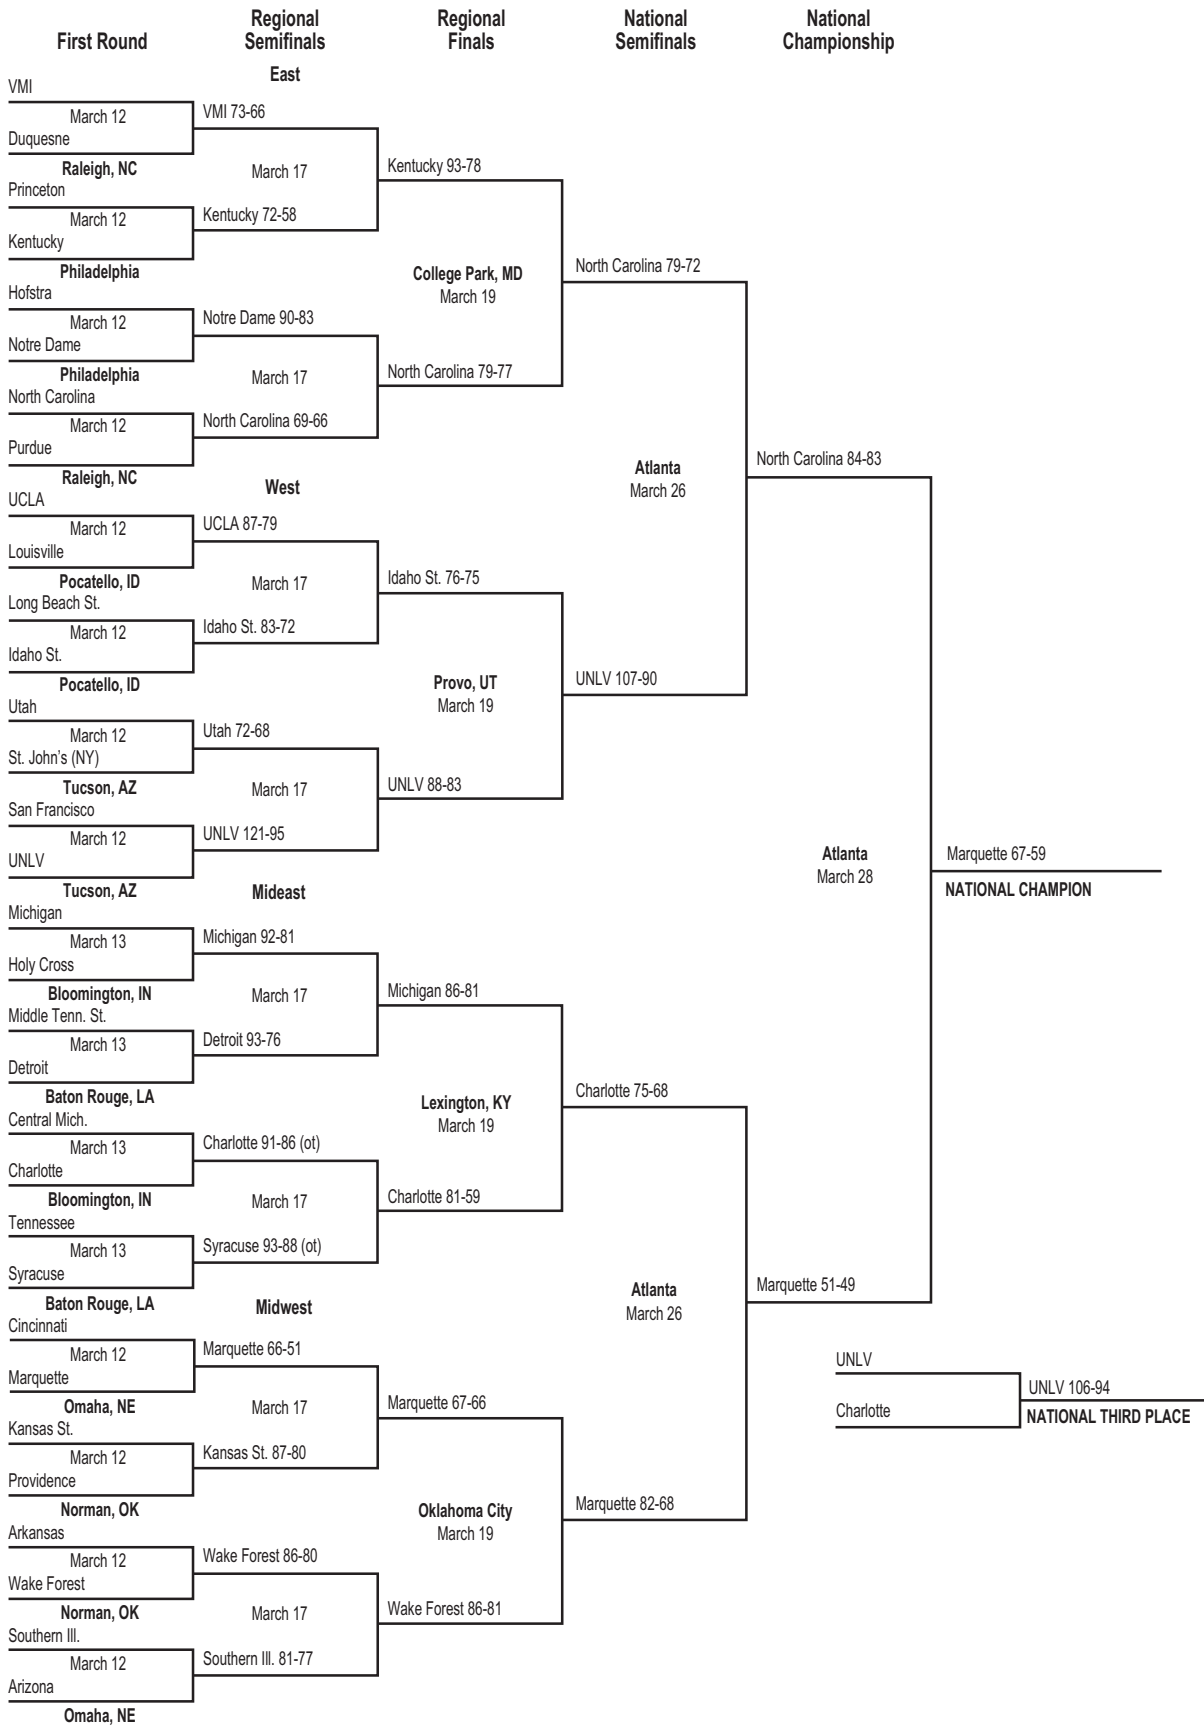 First Round
Regional
Semifinals
Regional
Finals
National
Semifinals
National
Championship
East
VMI
March 12
Duquesne
Raleigh, NC
Princeton
March 12
Kentucky
Philadelphia
Hofstra
March 12
Notre Dame
Philadelphia
North Carolina
March 12
Purdue
Raleigh, NC
VMI 73-66
March 17
Kentucky 72-58
Notre Dame 90-83
March 17
North Carolina 69-66
Kentucky 93-78
College Park, MD
March 19
North Carolina 79-77
North Carolina 79-72
West
UCLA
March 12
Louisville
Pocatello, ID
Long Beach St.
March 12
Idaho St.
Pocatello, ID
Utah
March 12
St. John's (NY)
Tucson, AZ
San Francisco
March 12
UNLV
Tucson, AZ
UCLA 87-79
March 17
Idaho St. 83-72
Utah 72-68
March 17
UNLV 121-95
Idaho St. 76-75
Provo, UT
March 19
UNLV 88-83
UNLV 107-90
Atlanta
March 26
North Carolina 84-83
Mideast
Michigan
March 13
Holy Cross
Bloomington, IN
Middle Tenn. St.
March 13
Detroit
Baton Rouge, LA
Central Mich.
March 13
Charlotte
Bloomington, IN
Tennessee
March 13
Syracuse
Baton Rouge, LA
Michigan 92-81
March 17
Detroit 93-76
Charlotte 91-86 (ot)
March 17
Syracuse 93-88 (ot)
Michigan 86-81
Lexington, KY
March 19
Charlotte 81-59
Charlotte 75-68
Midwest
Cincinnati
March 12
Marquette
Omaha, NE
Kansas St.
March 12
Providence
Norman, OK
Arkansas
March 12
Wake Forest
Norman, OK
Southern Ill.
March 12
Arizona
Omaha, NE
Marquette 66-51
March 17
Kansas St. 87-80
Wake Forest 86-80
March 17
Southern Ill. 81-77
Marquette 67-66
Oklahoma City
March 19
Wake Forest 86-81
Marquette 82-68
Atlanta
March 26
Marquette 51-49
Atlanta
March 28
Marquette 67-59
NATIONAL CHAMPION
UNLV
Charlotte
UNLV 106-94
NATIONAL THIRD PLACE